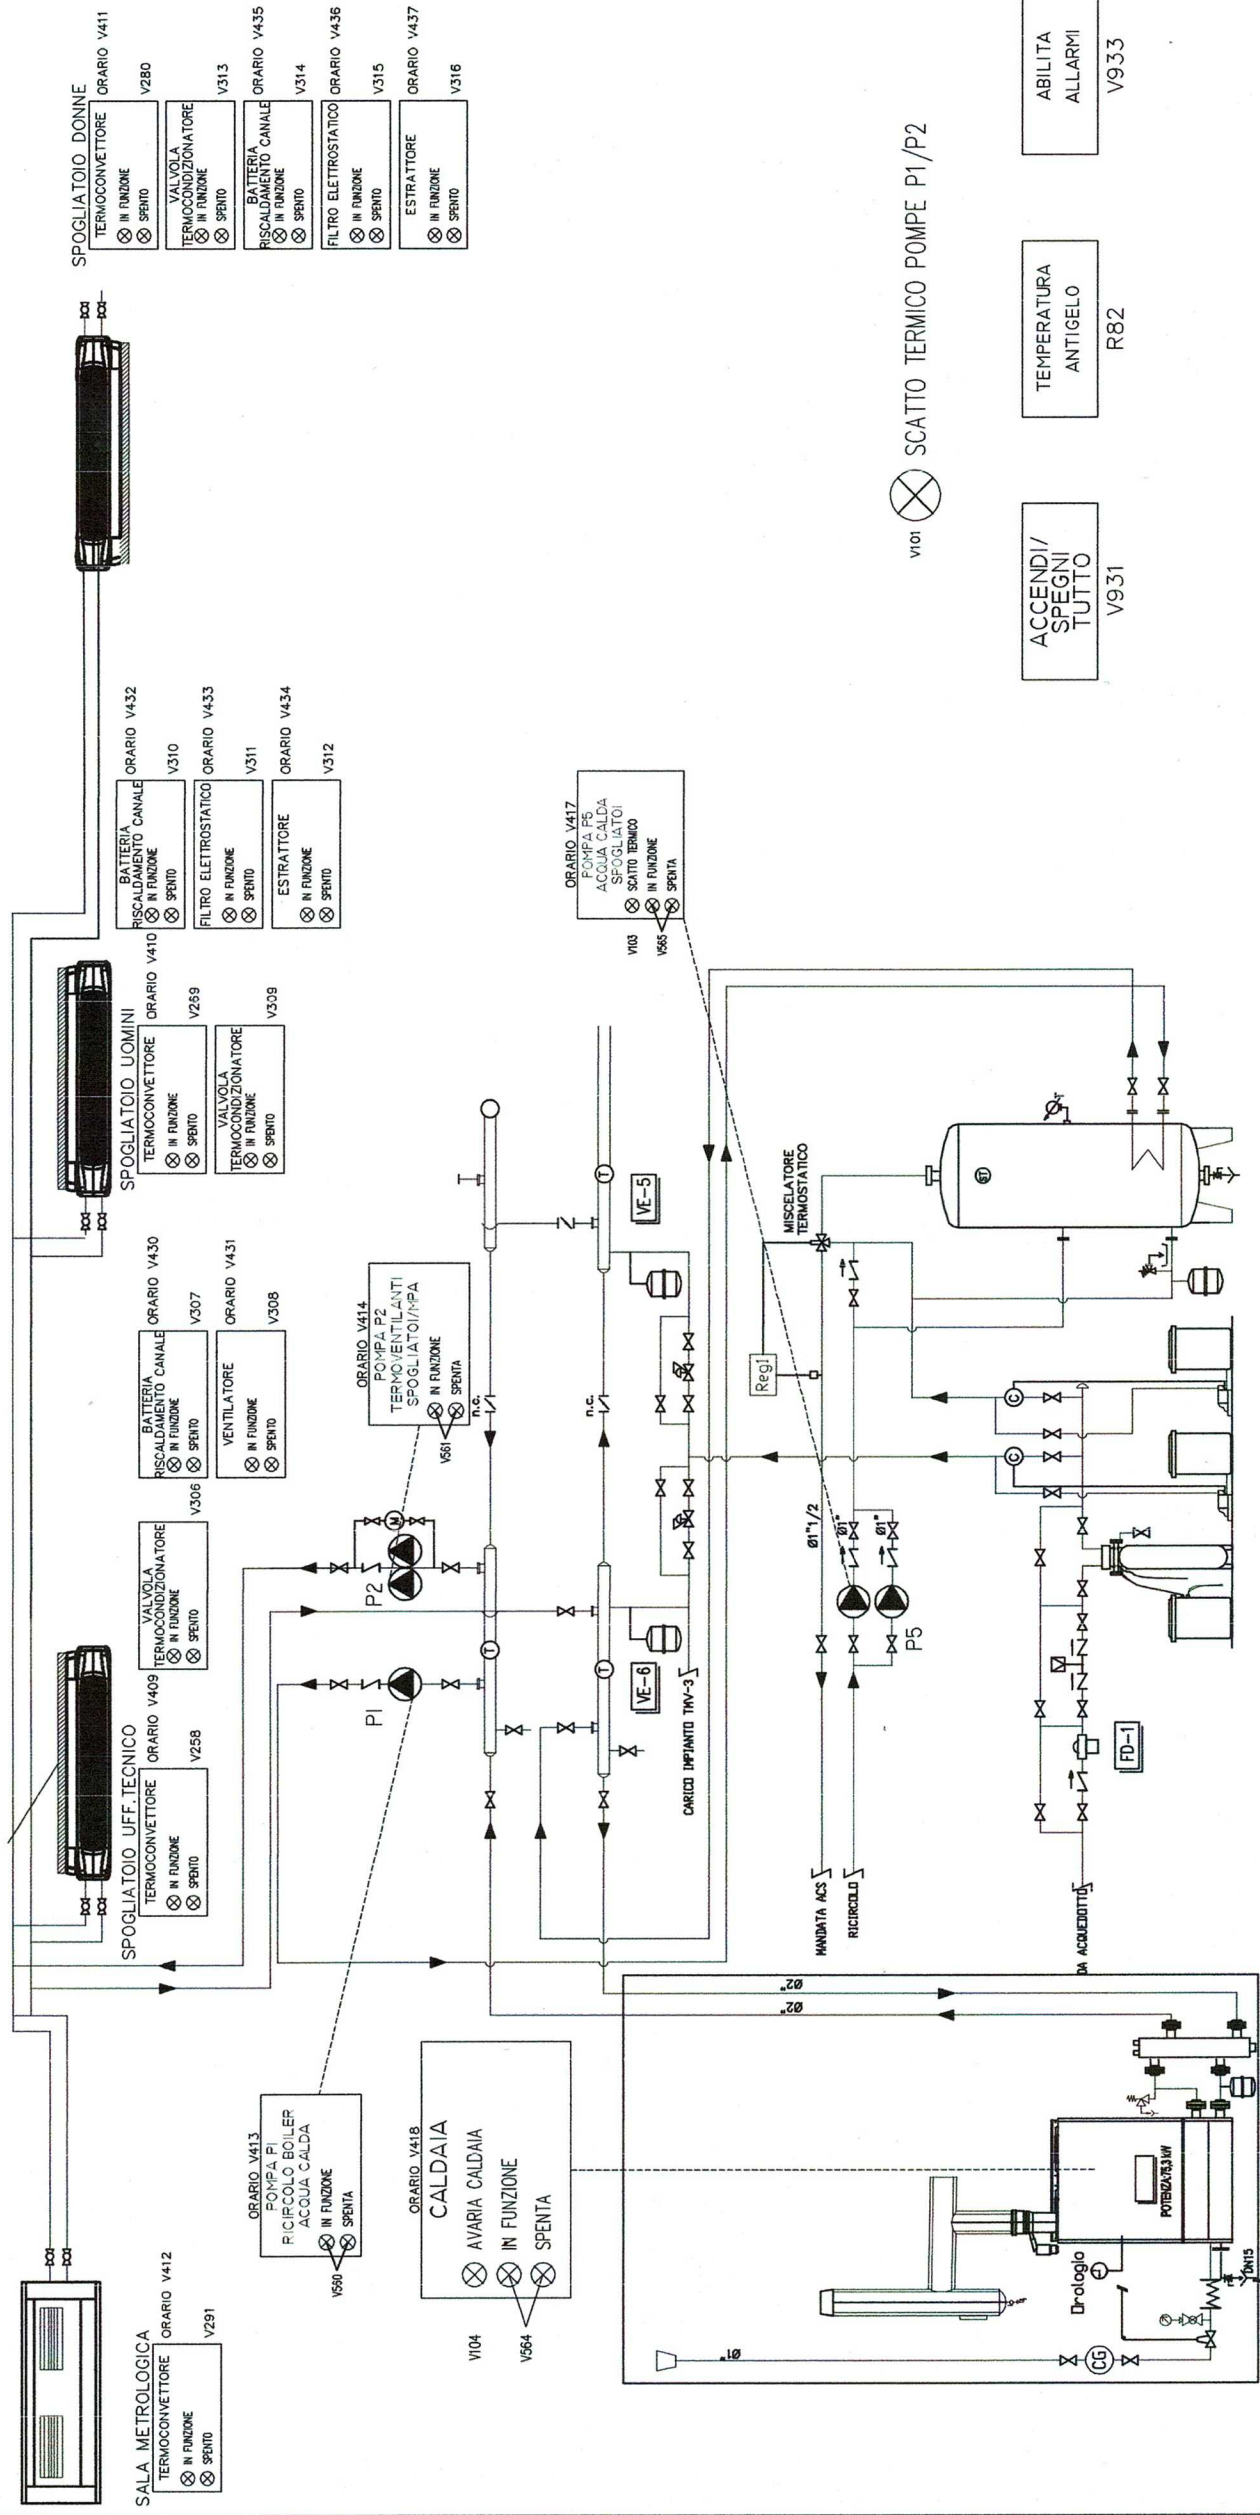 SALA METROLOGICA
TERMOCONVETTORE
IN FUNZIONE
SPENTO
ORARIO V412
V291
SPOGLIATOIO UFF.TECNICO
TERMOCONVETTORE
IN FUNZIONE
SPENTO
ORARIO V409
V258
VALVOLA
TERMOCONDIZIONATORE
IN FUNZIONE
SPENTO
V306
BATTERIA
RISCALDAMENTO CANALE
IN FUNZIONE
SPENTO
ORARIO V430
V307
VENTILATORE
IN FUNZIONE
SPENTO
ORARIO V431
V308
SPOGLIATOIO UOMINI
TERMOCONVETTORE
IN FUNZIONE
SPENTO
ORARIO V410
V269
VALVOLA
TERMOCONDIZIONATORE
IN FUNZIONE
SPENTO
V309
BATTERIA
RISCALDAMENTO CANALE
IN FUNZIONE
SPENTO
ORARIO V432
V310
FILTRO ELETTROSTATICO
IN FUNZIONE
SPENTO
ORARIO V433
V311
ESTRATTORE
IN FUNZIONE
SPENTO
ORARIO V434
V312
SPOGLIATOIO DONNE
TERMOCONVETTORE
IN FUNZIONE
SPENTO
ORARIO V411
V280
VALVOLA
TERMOCONDIZIONATORE
IN FUNZIONE
SPENTO
V313
BATTERIA
RISCALDAMENTO CANALE
IN FUNZIONE
SPENTO
ORARIO V435
V314
FILTRO ELETTROSTATICO
IN FUNZIONE
SPENTO
ORARIO V436
V315
ESTRATTORE
IN FUNZIONE
SPENTO
ORARIO V437
V316
ORARIO V413
POMPA P1
RICIRCOLO BOILER
ACQUA CALDA
IN FUNZIONE
SPENTA
V560
ORARIO V414
POMPA P2
TERMOVENTILANTI
SPOGLIATOI/MPA
IN FUNZIONE
SPENTA
V561
ORARIO V418
CALDAIA
AVARIA CALDAIA
IN FUNZIONE
SPENTA
V104
V564
ORARIO V417
POMPA P5
ACQUA CALDA
SPOGLIATOI
SCATTO TERMICO
IN FUNZIONE
SPENTA
V103
V565
P1
P2
M
n.c.
n.c.
T
T
T
VE-6
VE-5
CARICO IMPIANTO TMV-3
Reg1
MISCELATORE
TERMOSTATICO
Ø1"1/2
Ø1"
Ø1"
P5
MANDATA ACS
RICIRCOLO
DA ACQUEDOTTO
FD-1
C
C
ST
T
Ø2"
Ø2"
Ø1"
CG
Orologio
POTENZA:75,3 kW
DN15
V101
SCATTO TERMICO POMPE P1/P2
ACCENDI/
SPEGNI
TUTTO
V931
TEMPERATURA
ANTIGELO
R82
ABILITA
ALLARMI
V933